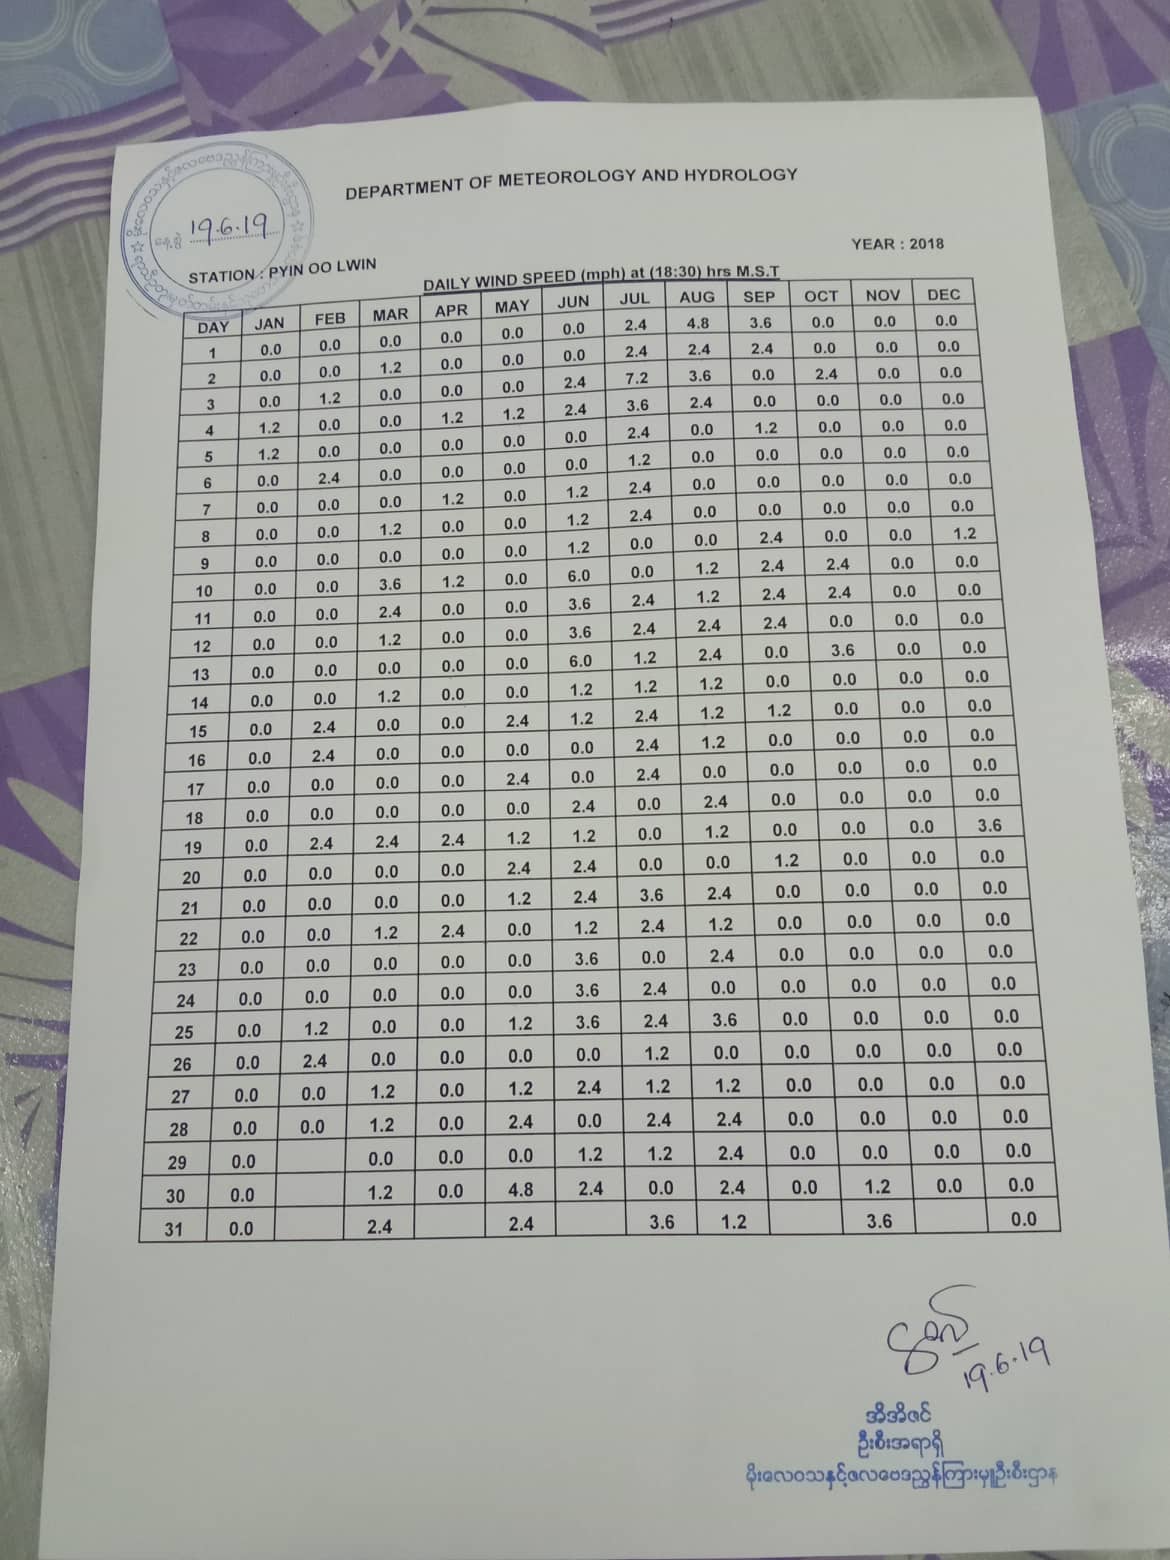 19.6.19
DEPARTMENT OF METEOROLOGY AND HYDROLOGY
YEAR : 2018
STATION : PYIN OO LWIN
DAILY WIND SPEED (mph) at (18:30) hrs M.S.T
DAY JAN FEB MAR APR MAY JUN JUL AUG SEP OCT NOV DEC
1 0.0 0.0 0.0 0.0 0.0 0.0 2.4 4.8 3.6 0.0 0.0 0.0
2 0.0 0.0 1.2 0.0 0.0 0.0 2.4 2.4 2.4 0.0 0.0 0.0
3 0.0 1.2 0.0 0.0 0.0 2.4 7.2 3.6 0.0 2.4 0.0 0.0
4 1.2 0.0 0.0 1.2 1.2 2.4 3.6 2.4 0.0 0.0 0.0 0.0
5 1.2 0.0 0.0 0.0 0.0 0.0 2.4 0.0 1.2 0.0 0.0 0.0
6 0.0 2.4 0.0 0.0 0.0 0.0 1.2 0.0 0.0 0.0 0.0 0.0
7 0.0 0.0 0.0 1.2 0.0 1.2 2.4 0.0 0.0 0.0 0.0 0.0
8 0.0 0.0 1.2 0.0 0.0 1.2 2.4 0.0 0.0 0.0 0.0 0.0
9 0.0 0.0 0.0 0.0 0.0 1.2 0.0 0.0 2.4 0.0 0.0 1.2
10 0.0 0.0 3.6 1.2 0.0 6.0 0.0 1.2 2.4 2.4 0.0 0.0
11 0.0 0.0 2.4 0.0 0.0 3.6 2.4 1.2 2.4 2.4 0.0 0.0
12 0.0 0.0 1.2 0.0 0.0 3.6 2.4 2.4 2.4 0.0 0.0 0.0
13 0.0 0.0 0.0 0.0 0.0 6.0 1.2 2.4 0.0 3.6 0.0 0.0
14 0.0 0.0 1.2 0.0 0.0 1.2 1.2 1.2 0.0 0.0 0.0 0.0
15 0.0 2.4 0.0 0.0 2.4 1.2 2.4 1.2 1.2 0.0 0.0 0.0
16 0.0 2.4 0.0 0.0 0.0 0.0 2.4 1.2 0.0 0.0 0.0 0.0
17 0.0 0.0 0.0 0.0 2.4 0.0 2.4 0.0 0.0 0.0 0.0 0.0
18 0.0 0.0 0.0 0.0 0.0 2.4 0.0 2.4 0.0 0.0 0.0 0.0
19 0.0 2.4 2.4 2.4 1.2 1.2 0.0 1.2 0.0 0.0 0.0 3.6
20 0.0 0.0 0.0 0.0 2.4 2.4 0.0 0.0 1.2 0.0 0.0 0.0
21 0.0 0.0 0.0 0.0 1.2 2.4 3.6 2.4 0.0 0.0 0.0 0.0
22 0.0 0.0 1.2 2.4 0.0 1.2 2.4 1.2 0.0 0.0 0.0 0.0
23 0.0 0.0 0.0 0.0 0.0 3.6 0.0 2.4 0.0 0.0 0.0 0.0
24 0.0 0.0 0.0 0.0 0.0 3.6 2.4 0.0 0.0 0.0 0.0 0.0
25 0.0 1.2 0.0 0.0 1.2 3.6 2.4 3.6 0.0 0.0 0.0 0.0
26 0.0 2.4 0.0 0.0 0.0 0.0 1.2 0.0 0.0 0.0 0.0 0.0
27 0.0 0.0 1.2 0.0 1.2 2.4 1.2 1.2 0.0 0.0 0.0 0.0
28 0.0 0.0 1.2 0.0 2.4 0.0 2.4 2.4 0.0 0.0 0.0 0.0
29 0.0 0.0 0.0 0.0 1.2 1.2 2.4 0.0 0.0 0.0 0.0
30 0.0 1.2 0.0 4.8 2.4 0.0 2.4 0.0 1.2 0.0 0.0
31 0.0 2.4 2.4 3.6 1.2 3.6 0.0
19.6.19
အိအိဇင်
ဦးစီးအရာရှိ
မိုးလေဝသနှင့်ဇလဗေဒညွှန်ကြားမှုဦးစီးဌာန